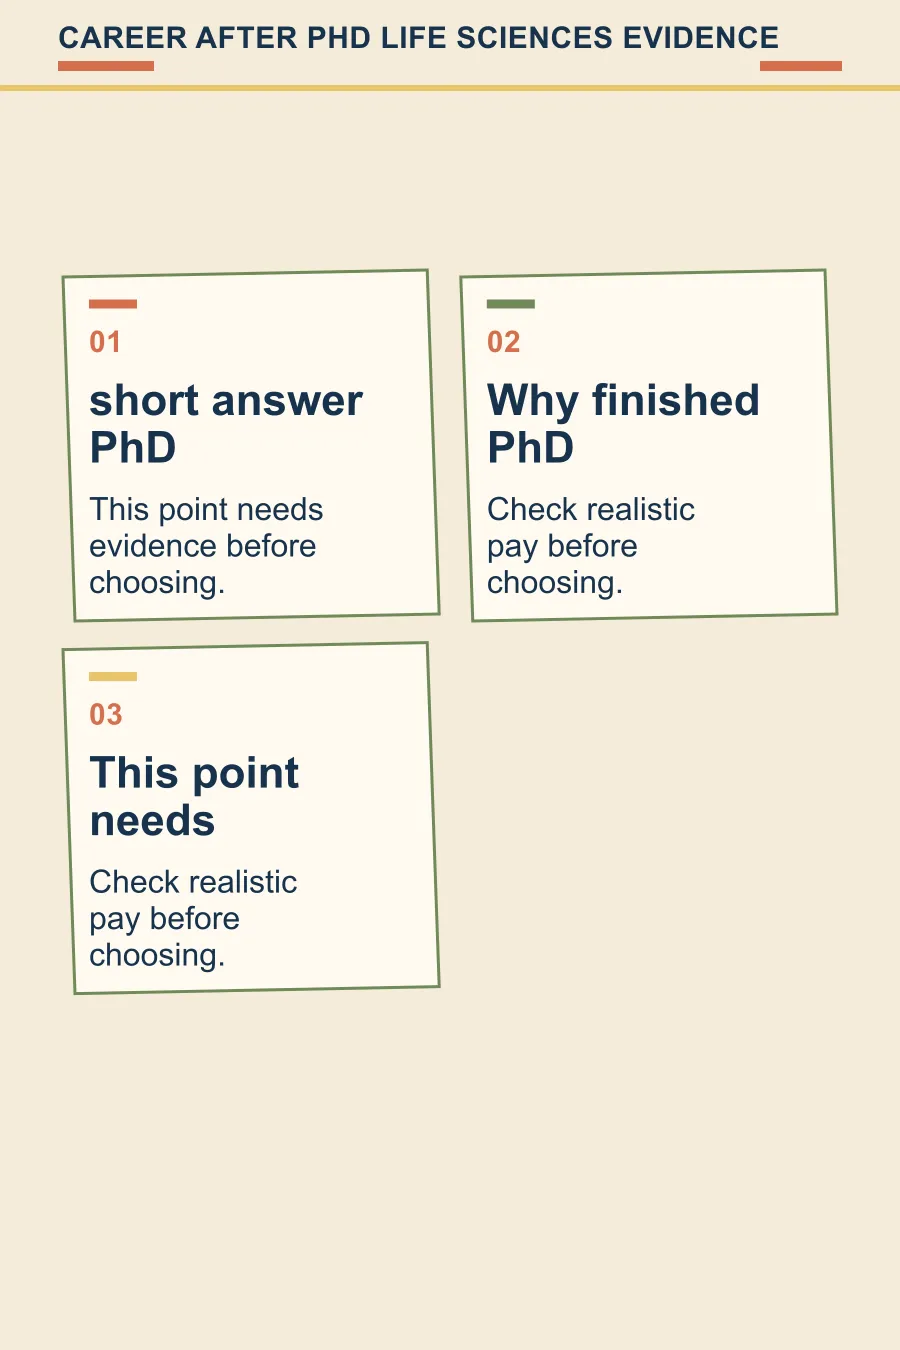 CAREER AFTER PHD LIFE SCIENCES EVIDENCE
01
short answer
PhD
This point needs
evidence before
choosing.
02
Why finished
PhD
Check realistic
pay before
choosing.
03
This point
needs
Check realistic
pay before
choosing.